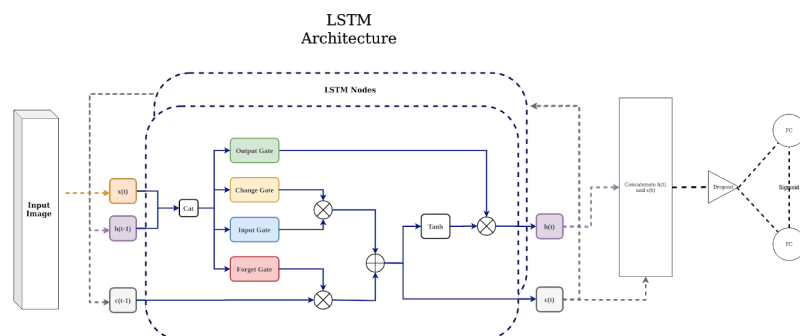 LSTM
Architecture
LSTM Nodes
Input
Image
x(t)
h(t-1)
c(t-1)
Cat
Output Gate
Change Gate
Input Gate
Forget Gate
Tanh
h(t)
c(t)
Concatenate h(t)
and c(t)
Dropout
FC
Sigmoid
FC